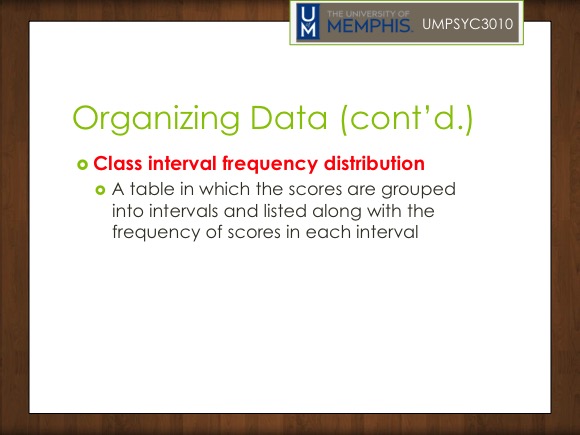 UM
THE UNIVERSITY OF
MEMPHIS.
UMPSYC3010
Organizing Data (cont'd.)
Class interval frequency distribution
A table in which the scores are grouped
into intervals and listed along with the
frequency of scores in each interval